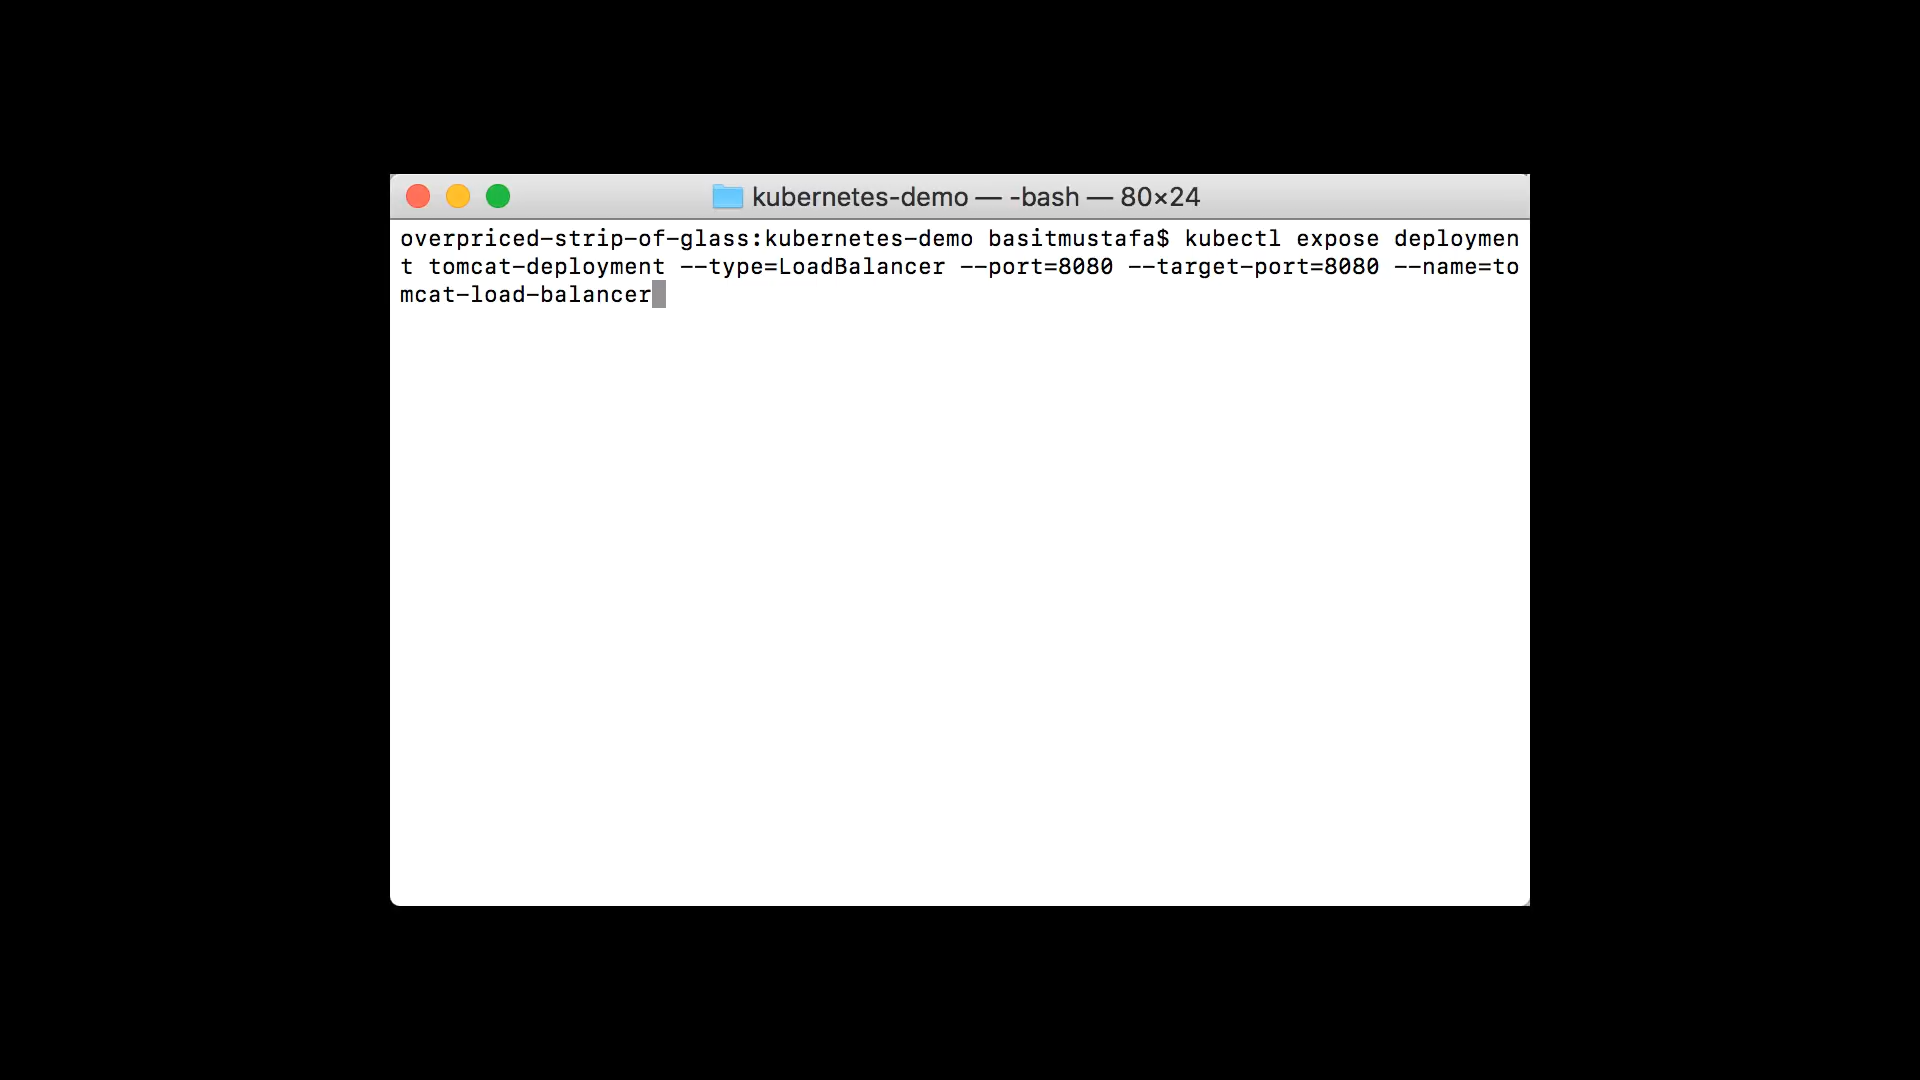 kubernetes-demo — -bash — 80×24
overpriced-strip-of-glass:kubernetes-demo basitmustafa$ kubectl expose deploymen
t tomcat-deployment --type=LoadBalancer --port=8080 --target-port=8080 --name=to
mcat-load-balancer